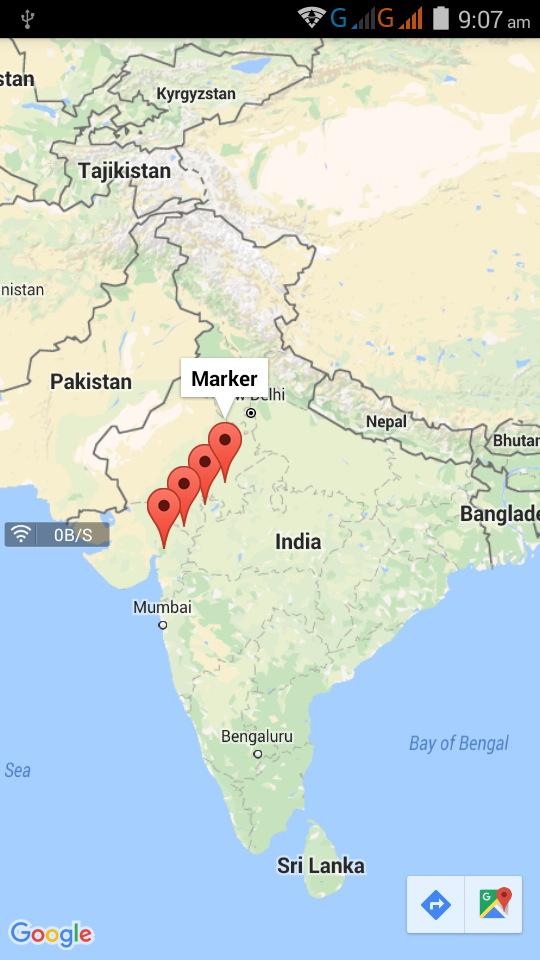 G G 9:07 am
stan
Kyrgyzstan
Tajikistan
nistan
Pakistan
Marker
w Delhi
Nepal
Bhutan
Banglade
India
0B/S
Mumbai
Bengaluru
Bay of Bengal
Sea
Sri Lanka
G
Google